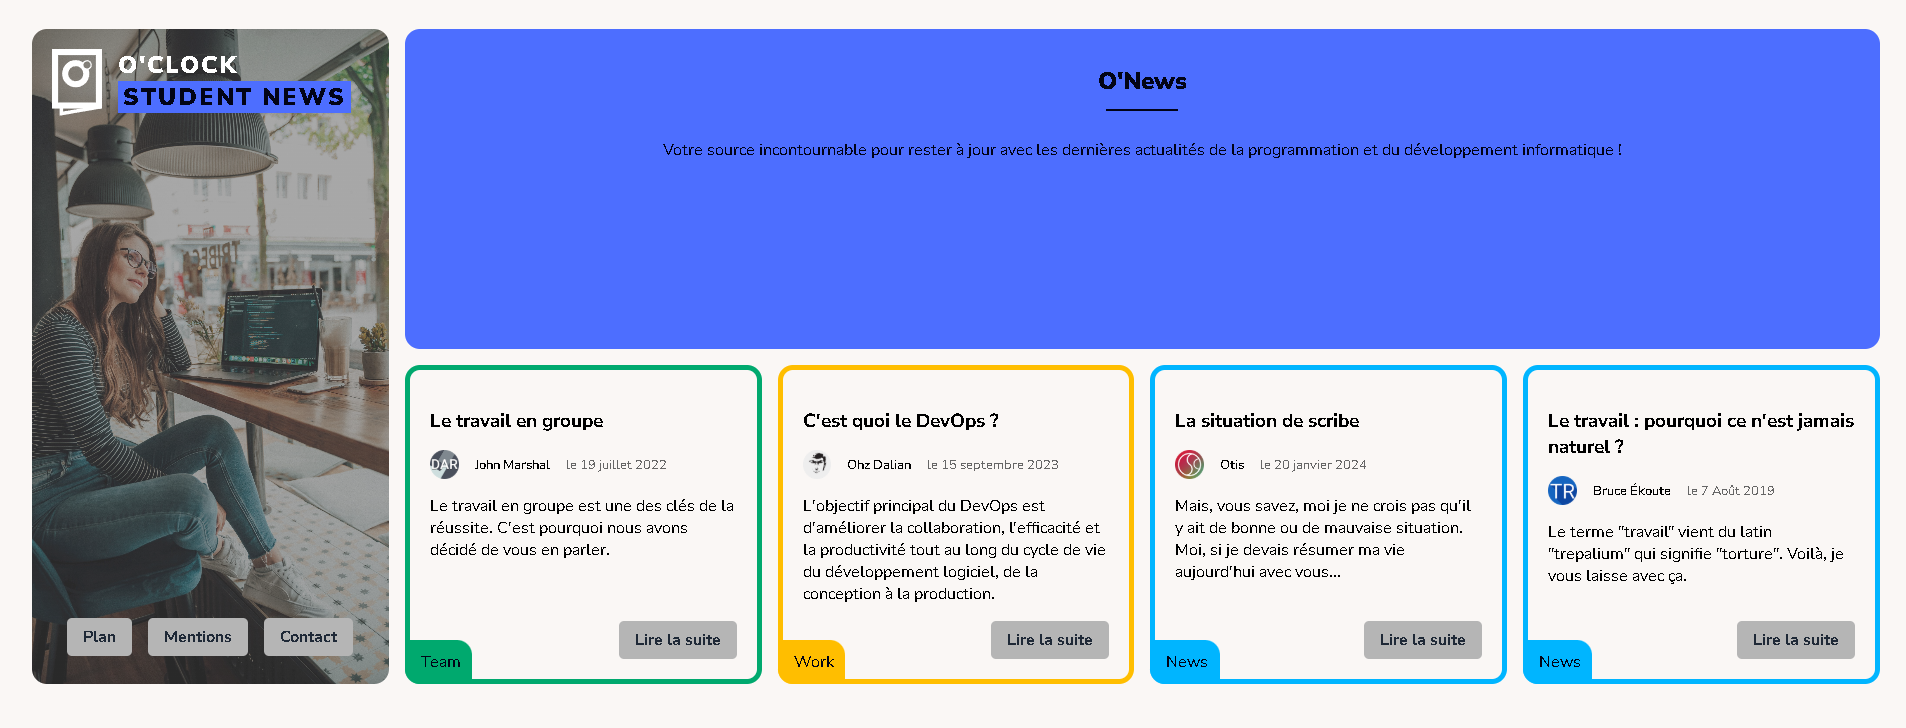 O'CLOCK
STUDENT NEWS
Plan
Mentions
Contact
O'News
Votre source incontournable pour rester à jour avec les dernières actualités de la programmation et du développement informatique !
Le travail en groupe
DAR
John Marshal le 19 juillet 2022
Le travail en groupe est une des clés de la
réussite. C'est pourquoi nous avons
décidé de vous en parler.
Lire la suite
Team
C'est quoi le DevOps ?
Ohz Dalian le 15 septembre 2023
L'objectif principal du DevOps est
d'améliorer la collaboration, l'efficacité et
la productivité tout au long du cycle de vie
du développement logiciel, de la
conception à la production.
Lire la suite
Work
La situation de scribe
Otis le 20 janvier 2024
Mais, vous savez, moi je ne crois pas qu'il
y ait de bonne ou de mauvaise situation.
Moi, si je devais résumer ma vie
aujourd'hui avec vous...
Lire la suite
News
Le travail : pourquoi ce n'est jamais
naturel ?
TR
Bruce Ékoute le 7 Août 2019
Le terme "travail" vient du latin
"trepalium" qui signifie "torture". Voilà, je
vous laisse avec ça.
Lire la suite
News